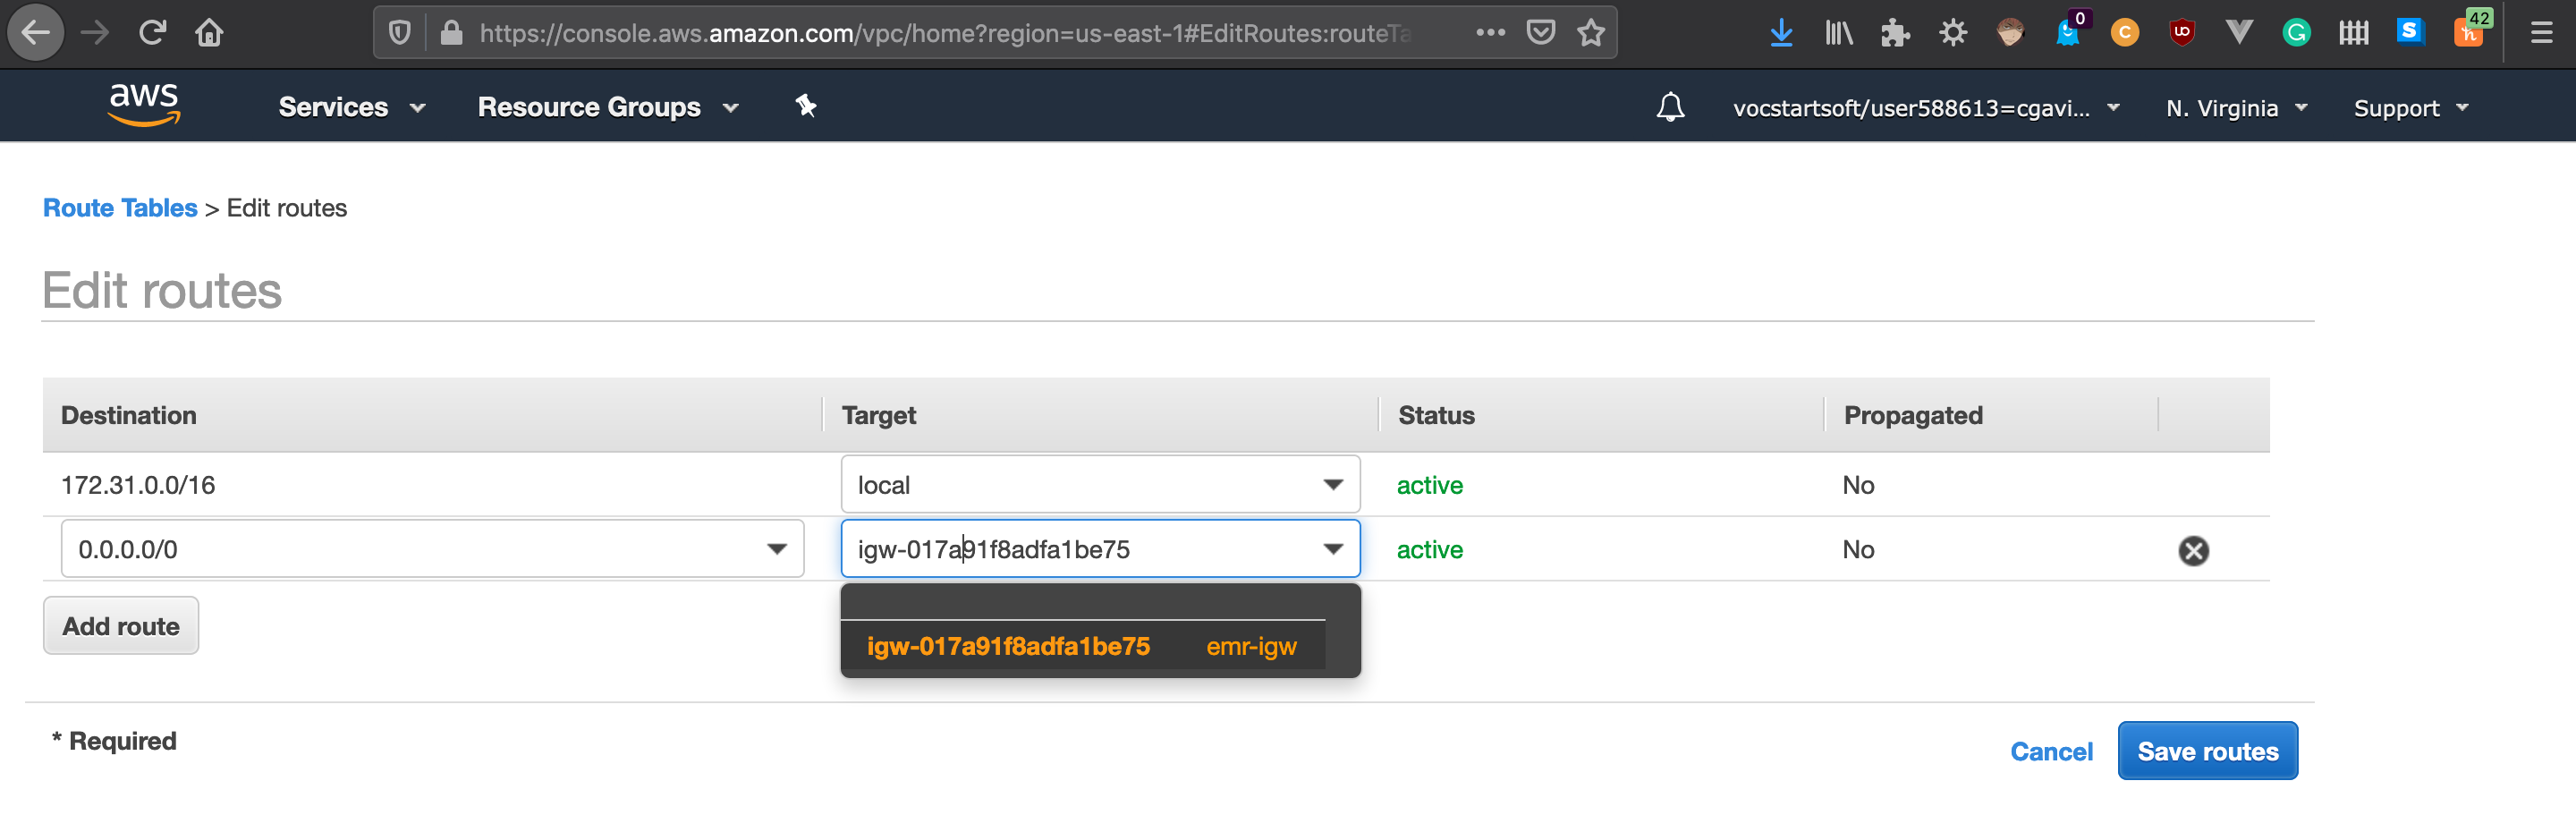 https://console.aws.amazon.com/vpc/home?region=us-east-1#EditRoutes:routeTa
0
C
UD
G
S
42
aws
Services
Resource Groups
vocstartsoft/user588613=cgavi...
N. Virginia
Support
Route Tables > Edit routes
Edit routes
Destination
Target
Status
Propagated
172.31.0.0/16
local
active
No
0.0.0.0/0
igw-017a91f8adfa1be75
active
No
igw-017a91f8adfa1be75
emr-igw
Add route
* Required
Cancel
Save routes